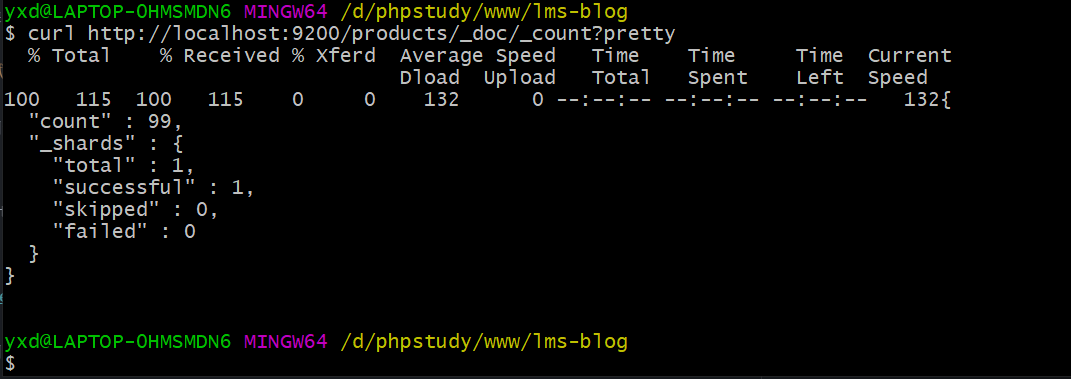 yxd@LAPTOP-OHMSMDN6 MINGW64 /d/phpstudy/www/lms-blog
$ curl http://localhost:9200/products/_doc/_count?pretty
  % Total    % Received % Xferd  Average Speed   Time    Time     Time  Current
                                 Dload  Upload   Total   Spent    Left  Speed
100   115  100   115    0     0    132      0 --:--:-- --:--:-- --:--:--   132{
  "count" : 99,
  "_shards" : {
    "total" : 1,
    "successful" : 1,
    "skipped" : 0,
    "failed" : 0
  }
}
yxd@LAPTOP-OHMSMDN6 MINGW64 /d/phpstudy/www/lms-blog
$